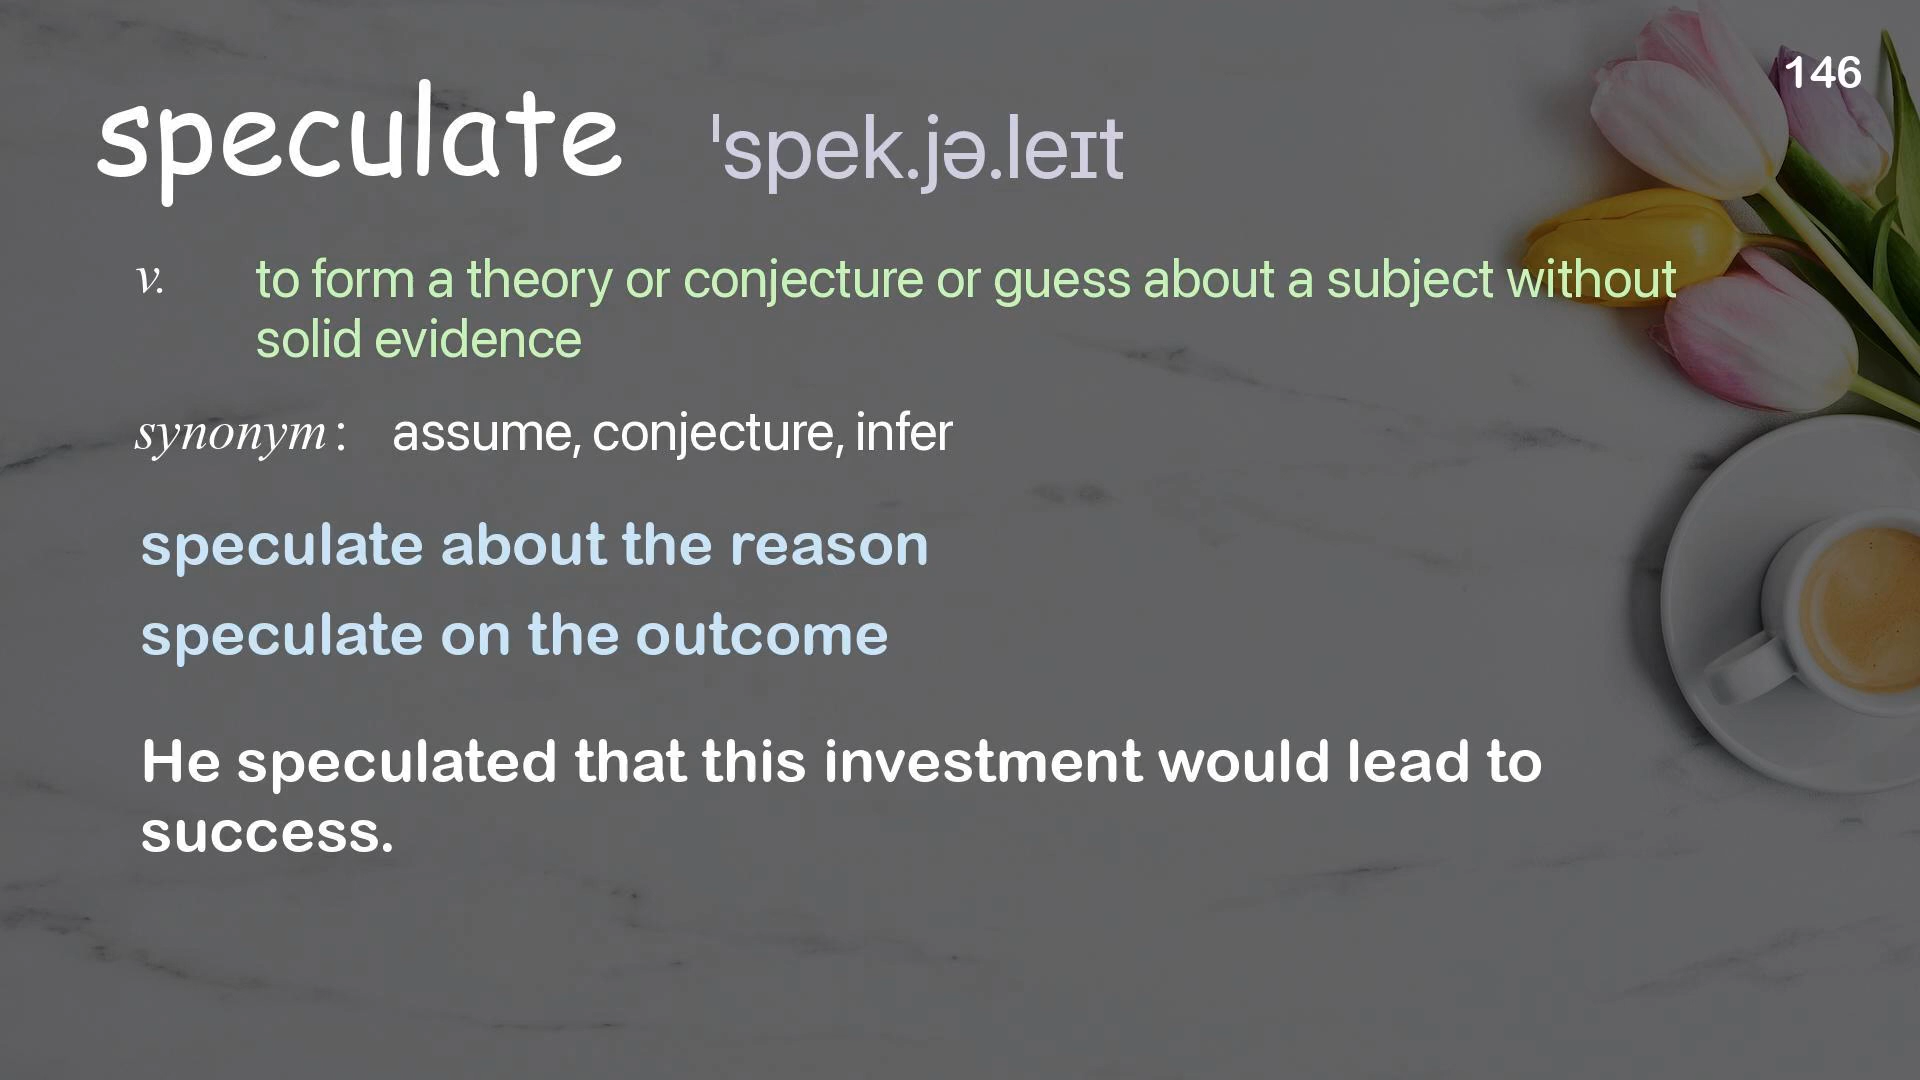 146
speculate ˈspek.jə.leɪt
v. to form a theory or conjecture or guess about a subject without
solid evidence
synonym: assume, conjecture, infer
speculate about the reason
speculate on the outcome
He speculated that this investment would lead to
success.